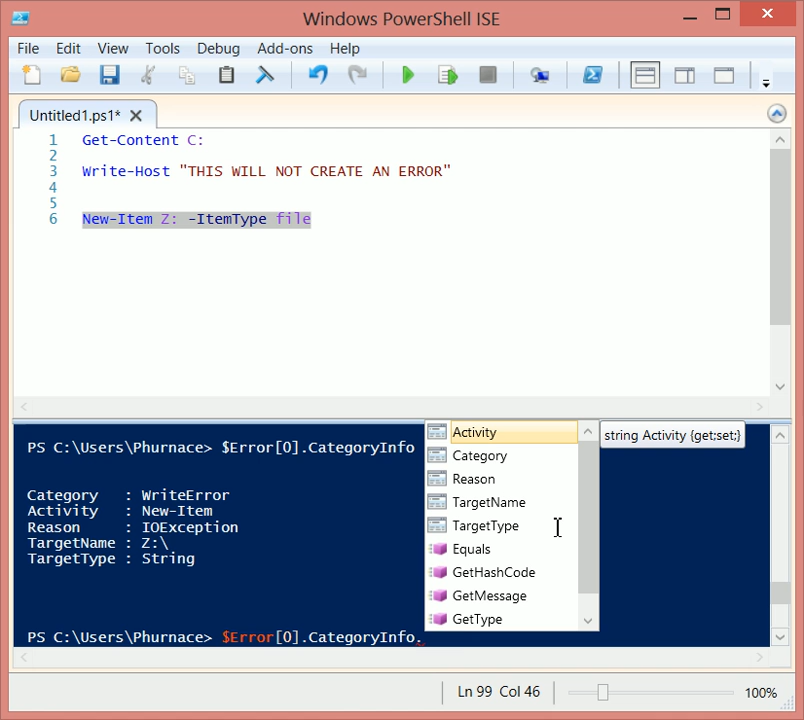 Windows PowerShell ISE
File Edit View Tools Debug Add-ons Help
Untitled1.ps1*
1 Get-Content C:
2
3 Write-Host "THIS WILL NOT CREATE AN ERROR"
4
5
6 New-Item Z: -ItemType file
PS C:\Users\Phurnace> $Error[0].CategoryInfo
Category : WriteError
Activity : New-Item
Reason : IOException
TargetName : Z:\
TargetType : String
PS C:\Users\Phurnace> $Error[0].CategoryInfo.
Activity
Category
Reason
TargetName
TargetType
Equals
GetHashCode
GetMessage
GetType
string Activity {get;set;}
Ln 99 Col 46
100%